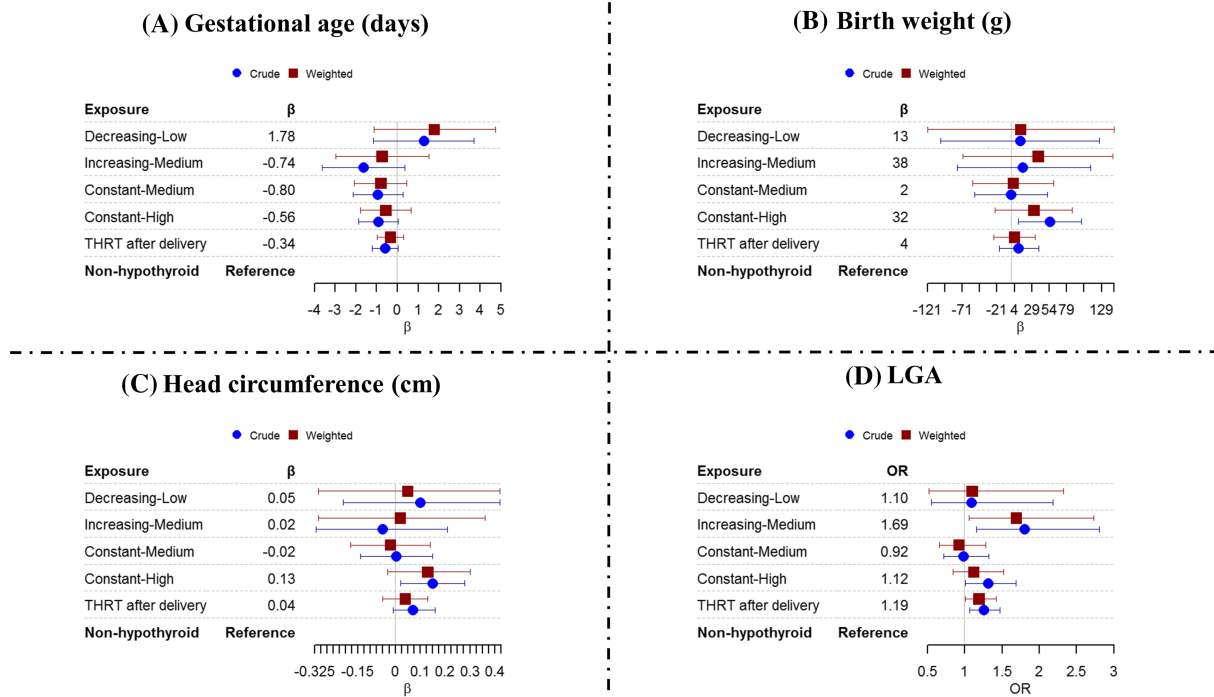 (A) Gestational age (days)
Crude Weighted
Exposure β
Decreasing-Low 1.78
Increasing-Medium -0.74
Constant-Medium -0.80
Constant-High -0.56
THRT after delivery -0.34
Non-hypothyroid Reference
-4 -3 -2 -1 0 1 2 3 4 5
β
(B) Birth weight (g)
Crude Weighted
Exposure β
Decreasing-Low 13
Increasing-Medium 38
Constant-Medium 2
Constant-High 32
THRT after delivery 4
Non-hypothyroid Reference
-121 -71 -21 4 29 54 79 129
β
(C) Head circumference (cm)
Crude Weighted
Exposure β
Decreasing-Low 0.05
Increasing-Medium 0.02
Constant-Medium -0.02
Constant-High 0.13
THRT after delivery 0.04
Non-hypothyroid Reference
-0.325 -0.15 0 0.1 0.2 0.3 0.4
β
(D) LGA
Crude Weighted
Exposure OR
Decreasing-Low 1.10
Increasing-Medium 1.69
Constant-Medium 0.92
Constant-High 1.12
THRT after delivery 1.19
Non-hypothyroid Reference
0.5 1 1.5 2 2.5 3
OR